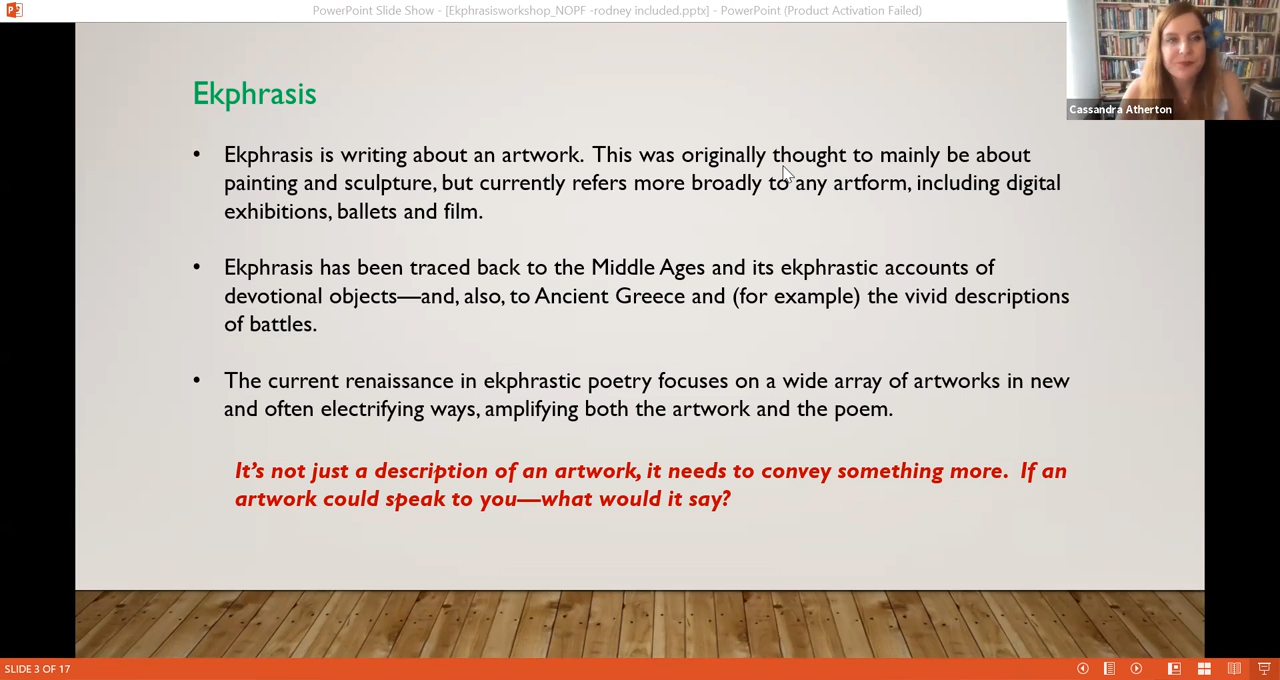 PowerPoint Slide Show - [Ekphrasisworkshop_NOPF -rodney included.pptx] - PowerPoint (Product Activation Failed)
Cassandra Atherton
Ekphrasis
• Ekphrasis is writing about an artwork. This was originally thought to mainly be about
painting and sculpture, but currently refers more broadly to any artform, including digital
exhibitions, ballets and film.
• Ekphrasis has been traced back to the Middle Ages and its ekphrastic accounts of
devotional objects—and, also, to Ancient Greece and (for example) the vivid descriptions
of battles.
• The current renaissance in ekphrastic poetry focuses on a wide array of artworks in new
and often electrifying ways, amplifying both the artwork and the poem.
It's not just a description of an artwork, it needs to convey something more. If an
artwork could speak to you—what would it say?
SLIDE 3 OF 17